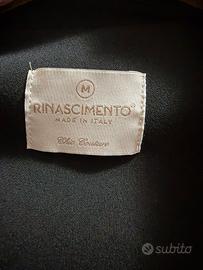 M
RINASCIMENTO®
MADE IN ITALY
Chic Couture
subito